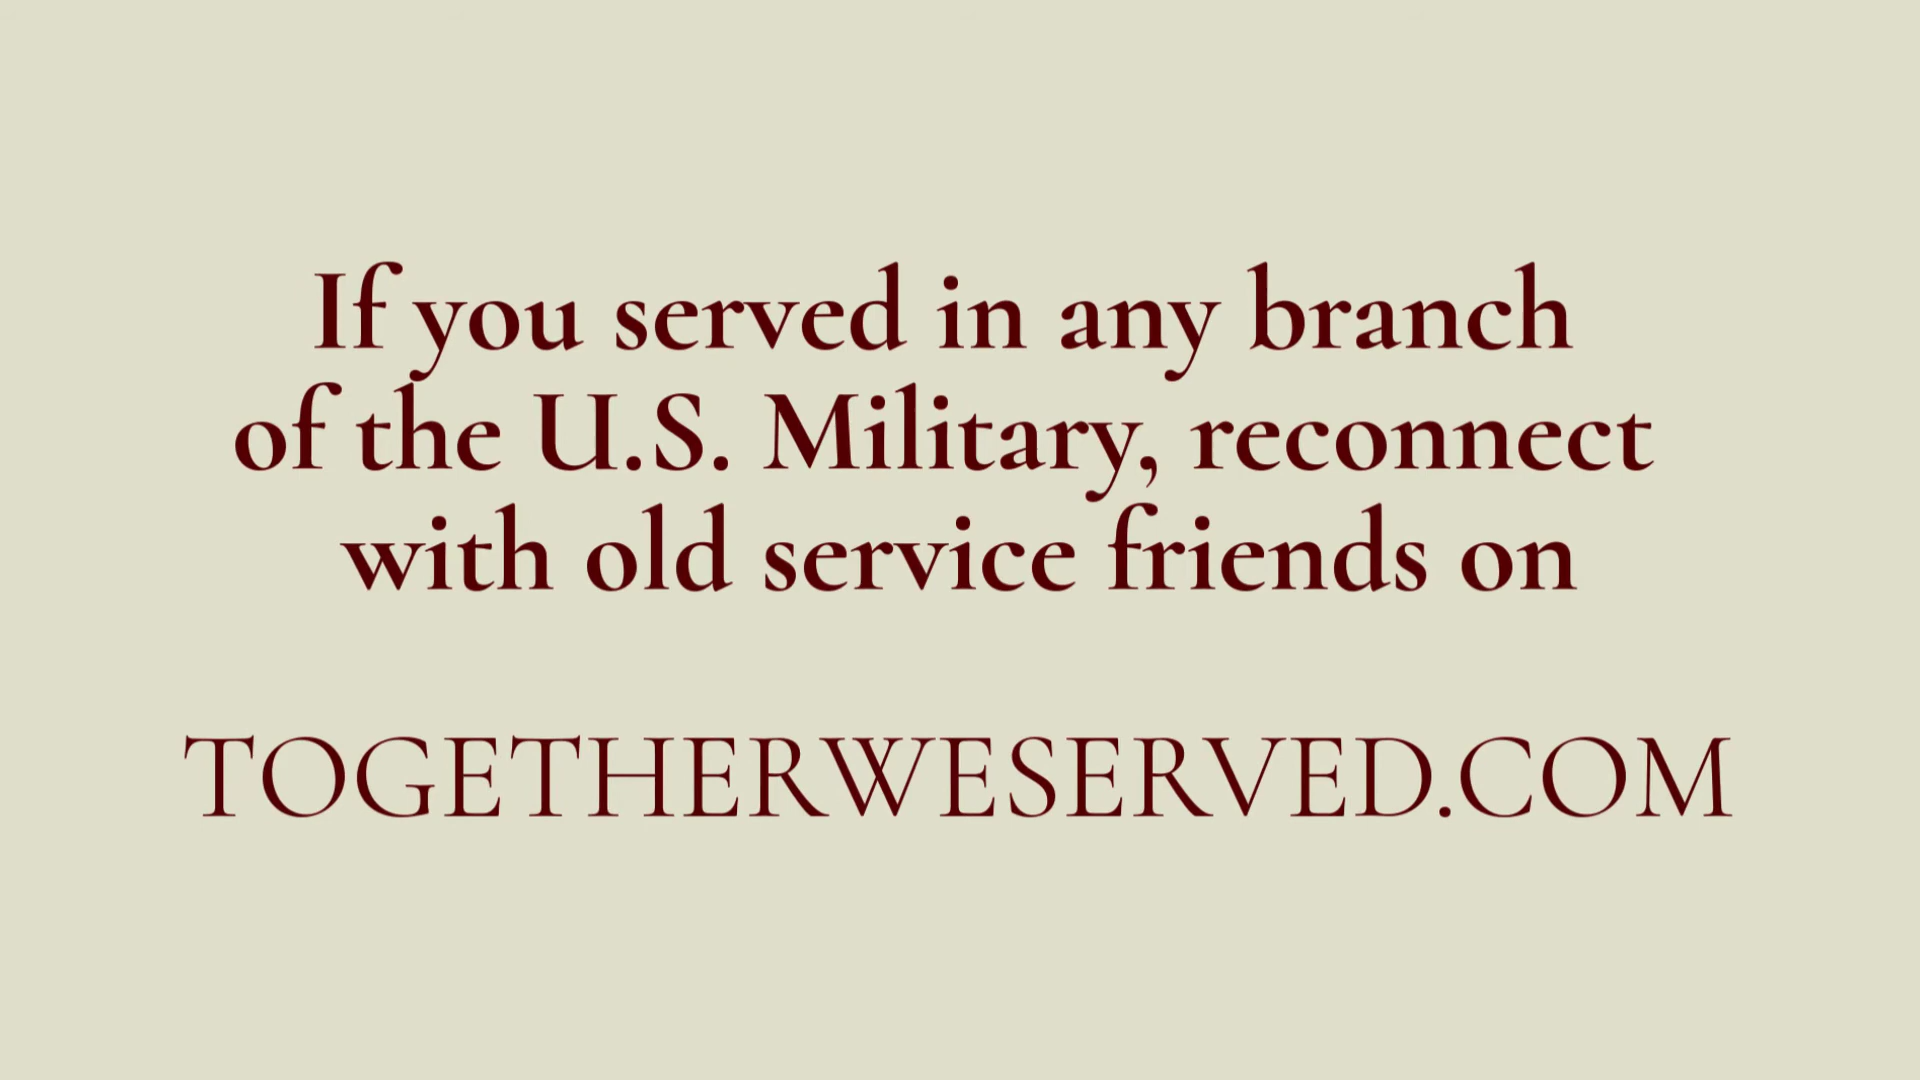 If you served in any branch
of the U.S. Military, reconnect
with old service friends on
TOGETHERWESERVED.COM